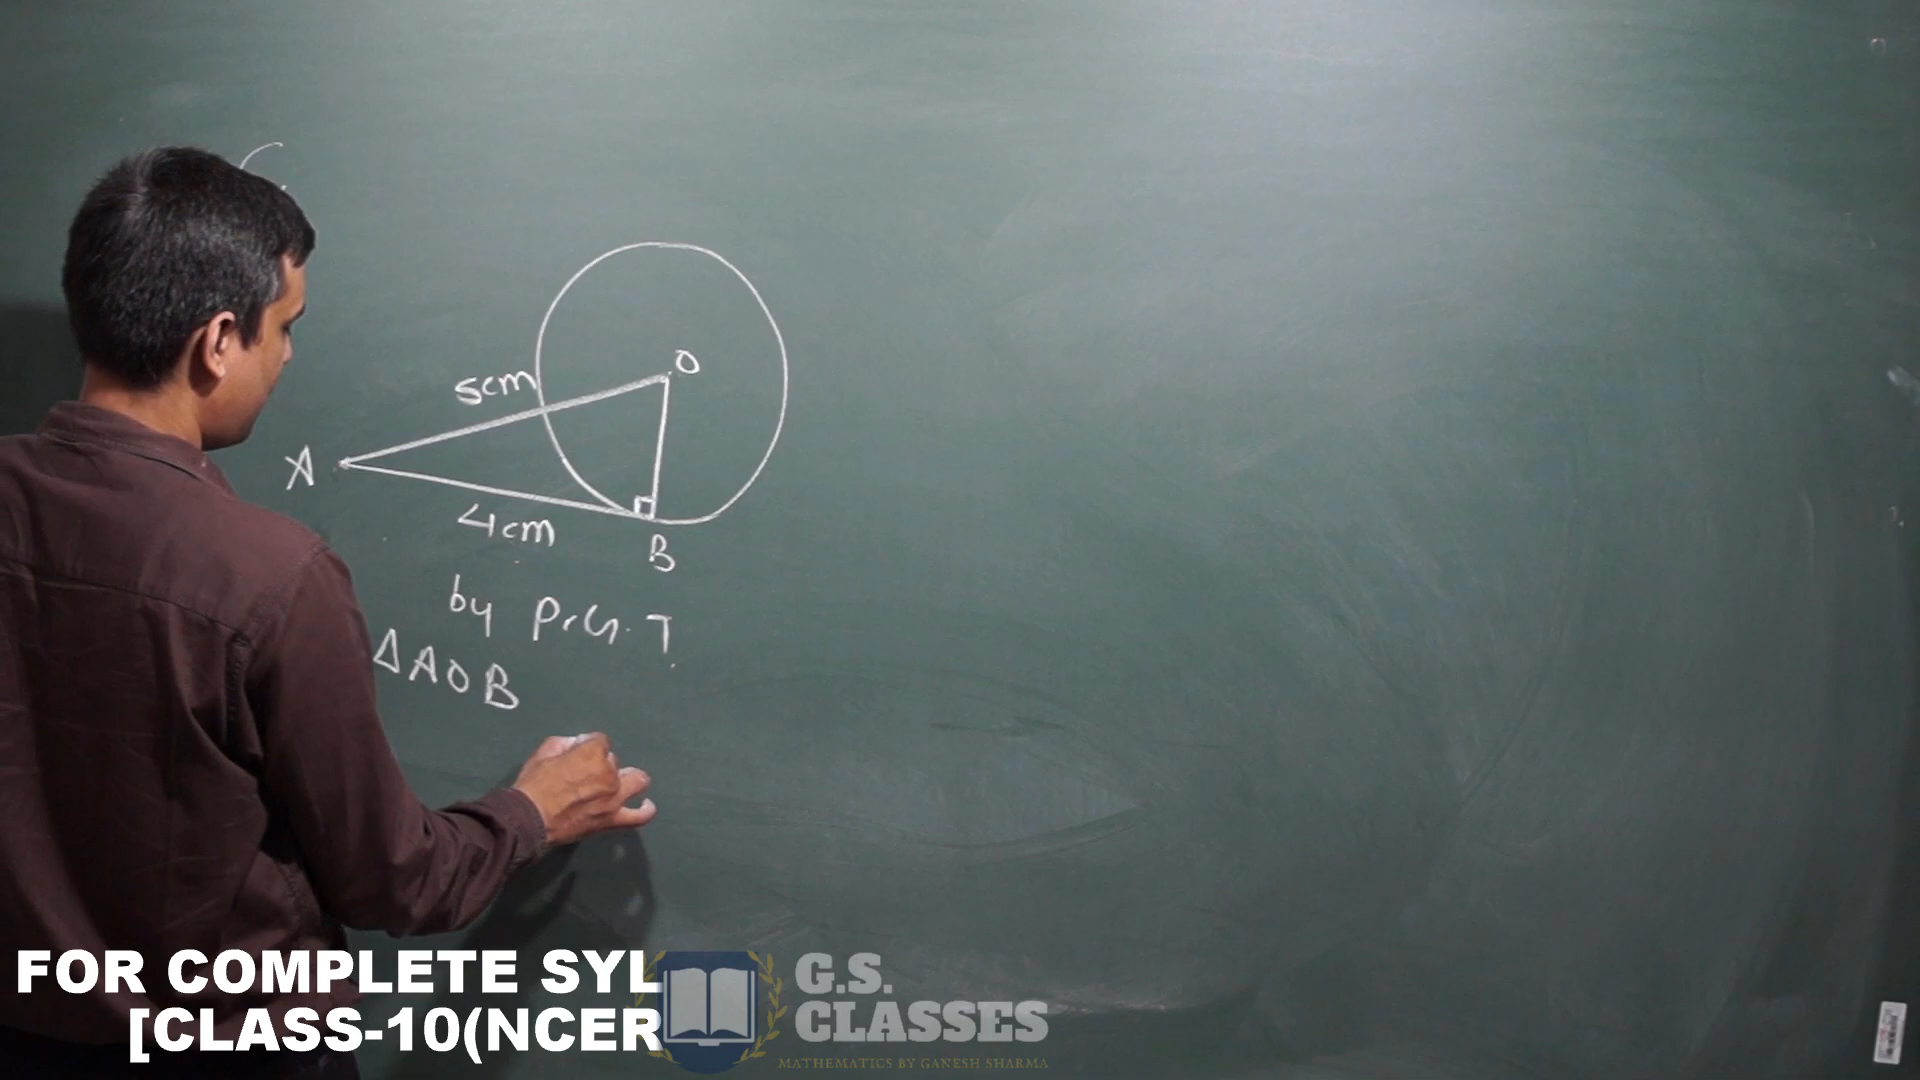 O
5cm
A
4cm
B
by P.G.T
ΔAOB
FOR COMPLETE SYL
[CLASS-10(NCER
G.S.
CLASSES
MATHEMATICS BY GANESH SHARMA